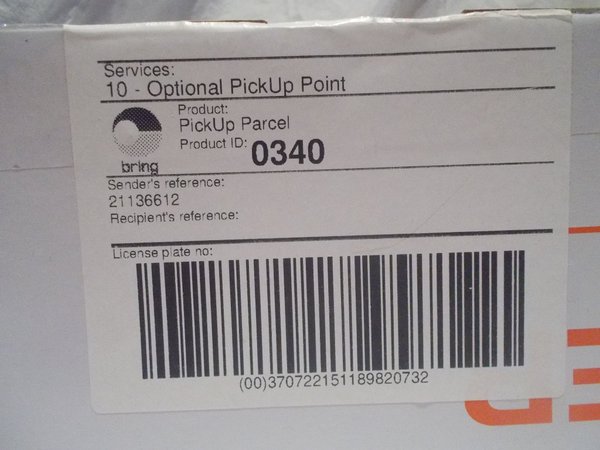 Services:
10 - Optional PickUp Point
Product:
PickUp Parcel
Product ID: 0340
bring
Sender's reference:
21136612
Recipient's reference:
License plate no:
(00)370722151189820732